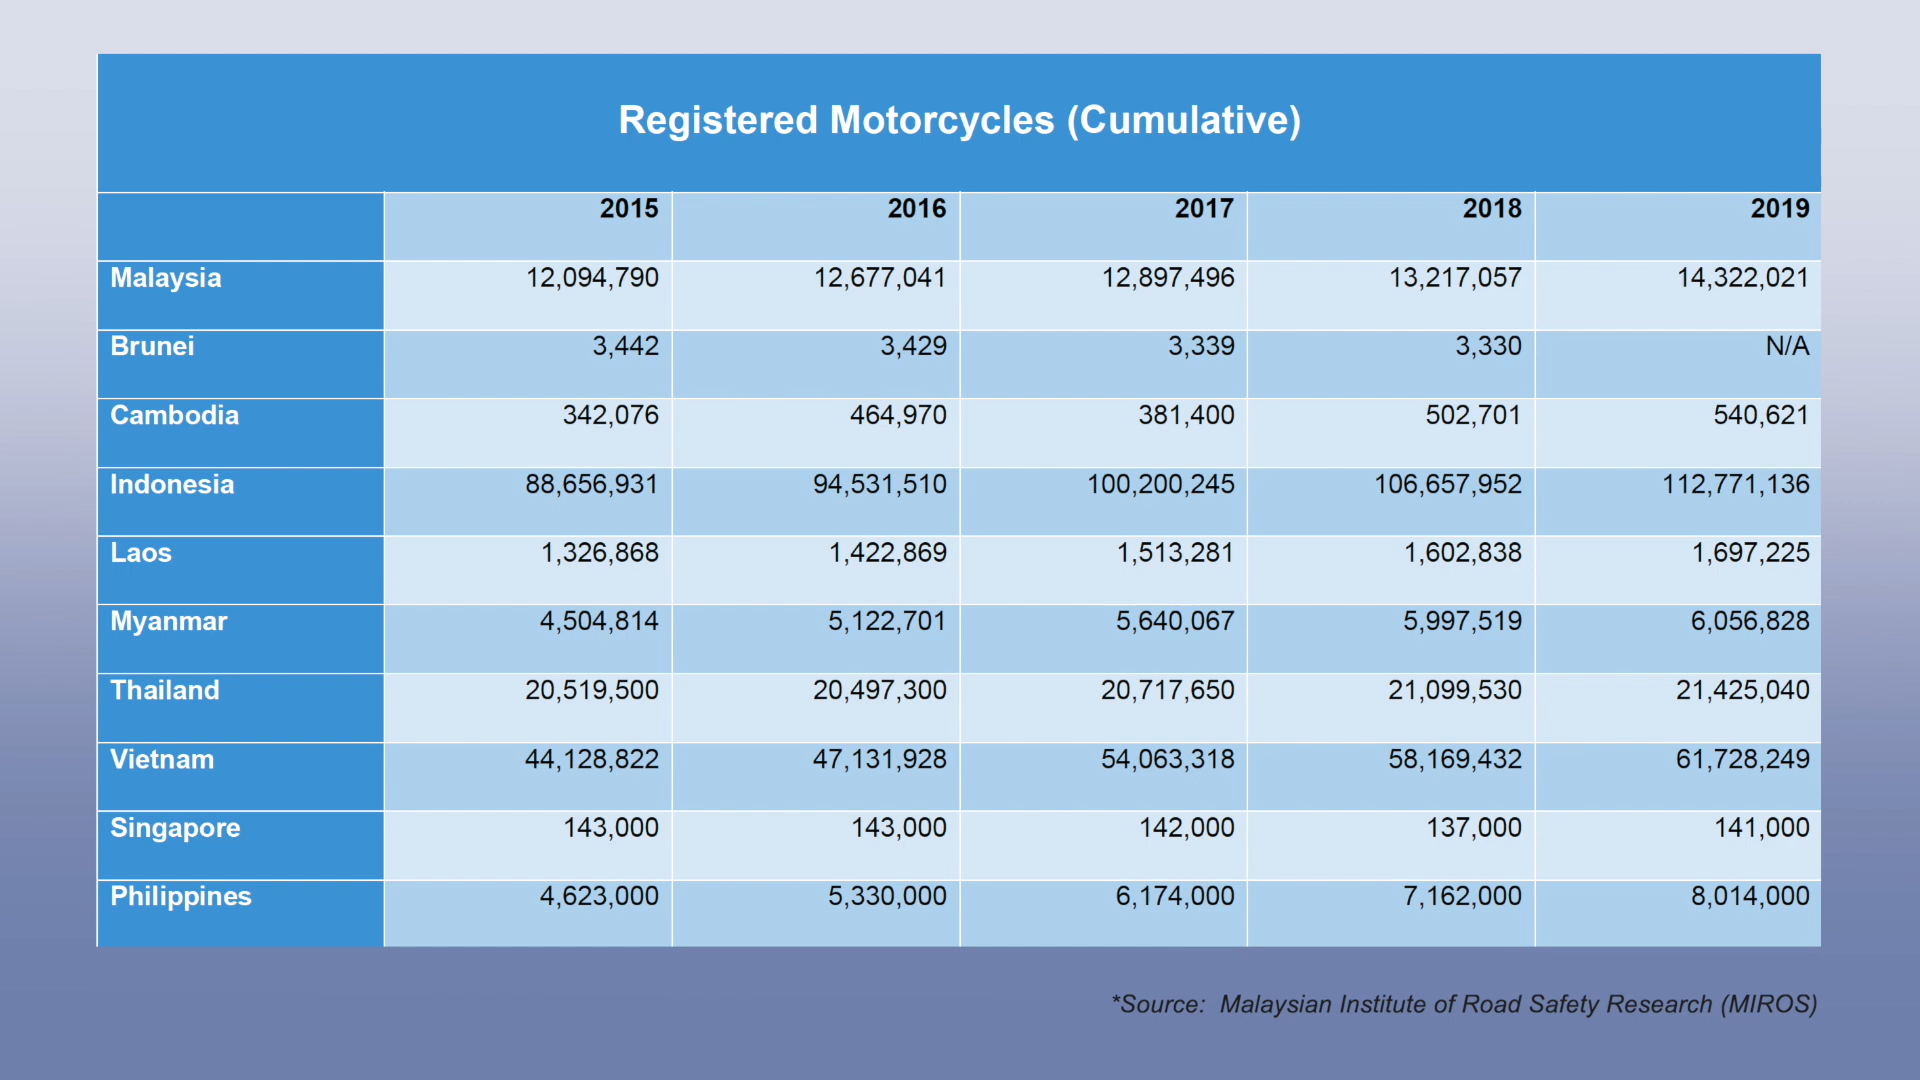 Registered Motorcycles (Cumulative)
2015 2016 2017 2018 2019
Malaysia 12,094,790 12,677,041 12,897,496 13,217,057 14,322,021
Brunei 3,442 3,429 3,339 3,330 N/A
Cambodia 342,076 464,970 381,400 502,701 540,621
Indonesia 88,656,931 94,531,510 100,200,245 106,657,952 112,771,136
Laos 1,326,868 1,422,869 1,513,281 1,602,838 1,697,225
Myanmar 4,504,814 5,122,701 5,640,067 5,997,519 6,056,828
Thailand 20,519,500 20,497,300 20,717,650 21,099,530 21,425,040
Vietnam 44,128,822 47,131,928 54,063,318 58,169,432 61,728,249
Singapore 143,000 143,000 142,000 137,000 141,000
Philippines 4,623,000 5,330,000 6,174,000 7,162,000 8,014,000
*Source: Malaysian Institute of Road Safety Research (MIROS)